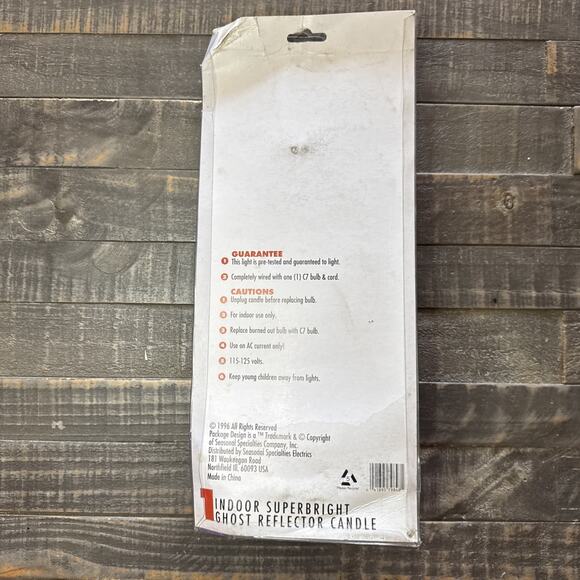 GUARANTEE
1 This light is pre-tested and guaranteed to light.
2 Completely wired with one (1) C7 bulb & cord.
CAUTIONS
1 Unplug candle before replacing bulb.
2 For indoor use only.
3 Replace burned out bulb with C7 bulb.
4 Use on AC current only!
5 115-125 volts.
6 Keep young children away from lights.
© 1996 All Rights Reserved
Package Design is a ™ Trademark & © Copyright
of Seasonal Specialties Company, Inc.
Distributed by Seasonal Specialties Electrics
181 Waukeegan Road
Northfield Ill. 60093 USA
Made in China
1 INDOOR SUPERBRIGHT
GHOST REFLECTOR CANDLE